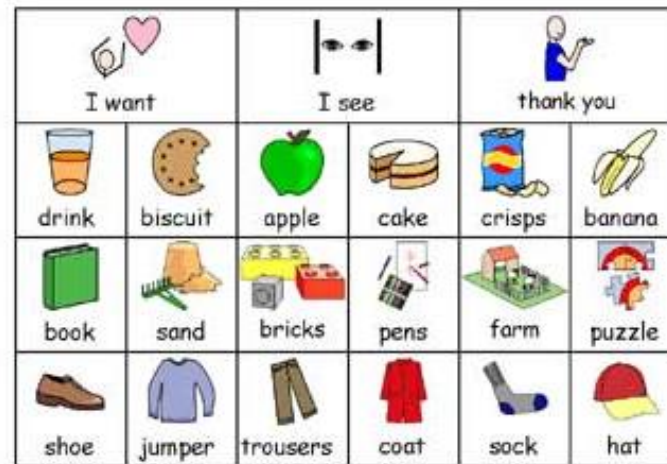 I want I see thank you
drink biscuit apple cake crisps banana
book sand bricks pens farm puzzle
shoe jumper trousers coat sock hat